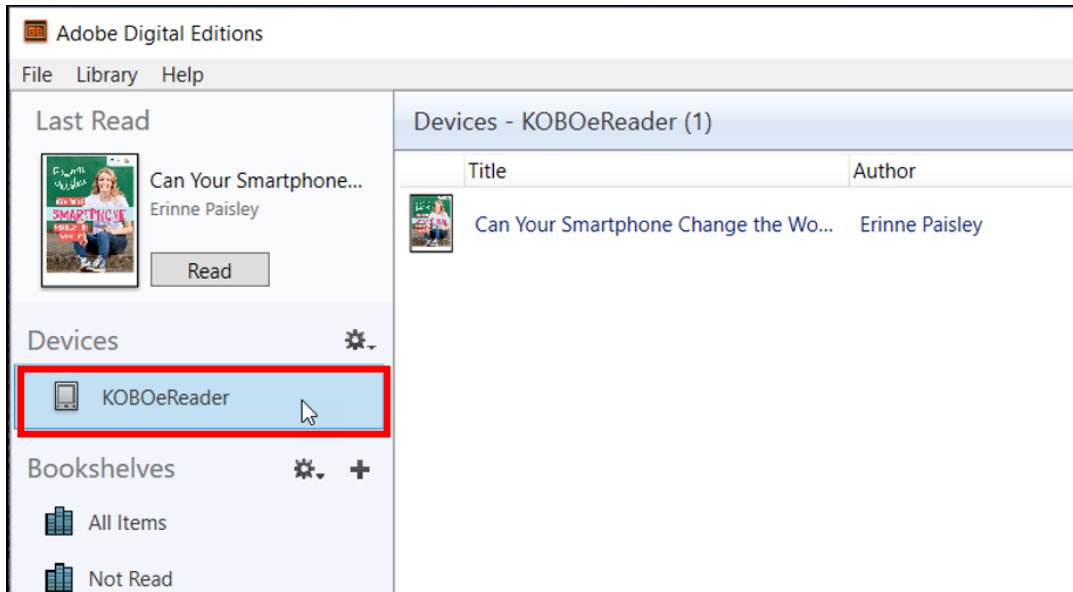 Adobe Digital Editions
File Library Help
Last Read
Can Your Smartphone...
Erinne Paisley
Read
Devices
KOBOeReader
Bookshelves
All Items
Not Read
Devices - KOBOeReader (1)
Title Author
Can Your Smartphone Change the Wo... Erinne Paisley